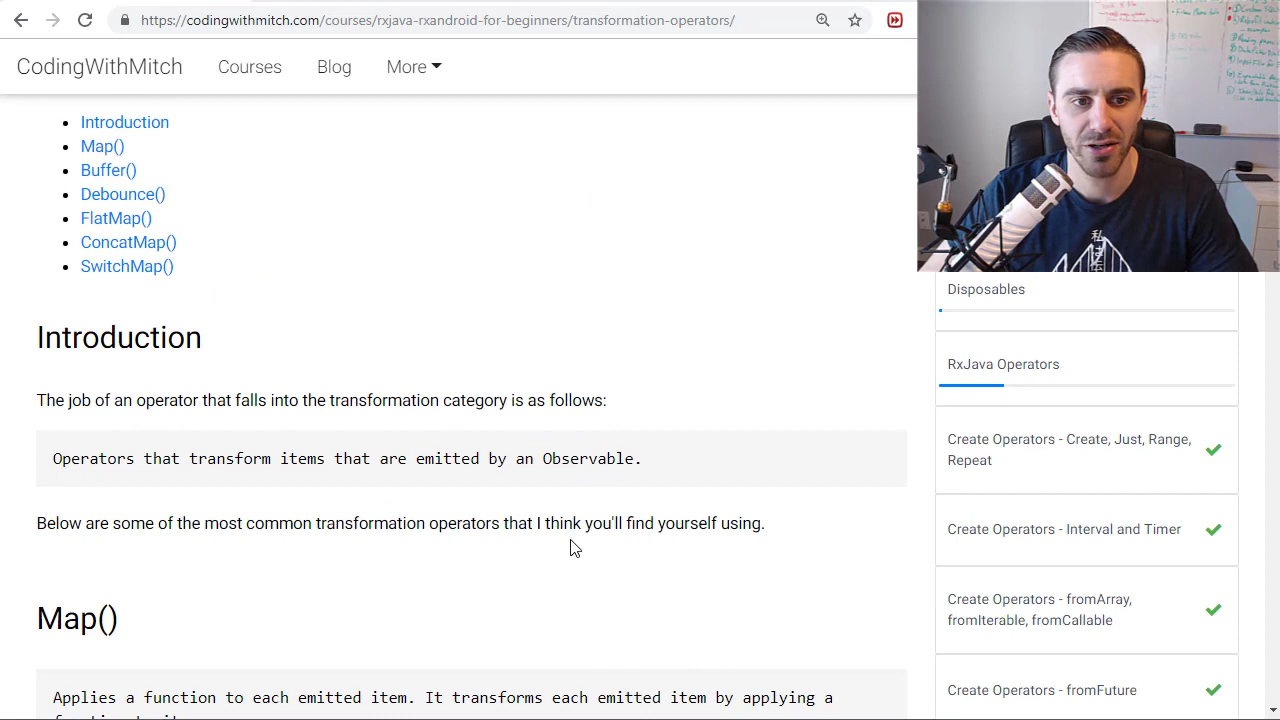 https://codingwithmitch.com/courses/rxjava-rxandroid-for-beginners/transformation-operators/
CodingWithMitch
Courses
Blog
More
Introduction
Map()
Buffer()
Debounce()
FlatMap()
ConcatMap()
SwitchMap()
Introduction
The job of an operator that falls into the transformation category is as follows:
Operators that transform items that are emitted by an Observable.
Below are some of the most common transformation operators that I think you'll find yourself using.
Map()
Applies a function to each emitted item. It transforms each emitted item by applying a
Disposables
RxJava Operators
Create Operators - Create, Just, Range,
Repeat
Create Operators - Interval and Timer
Create Operators - fromArray,
fromIterable, fromCallable
Create Operators - fromFuture